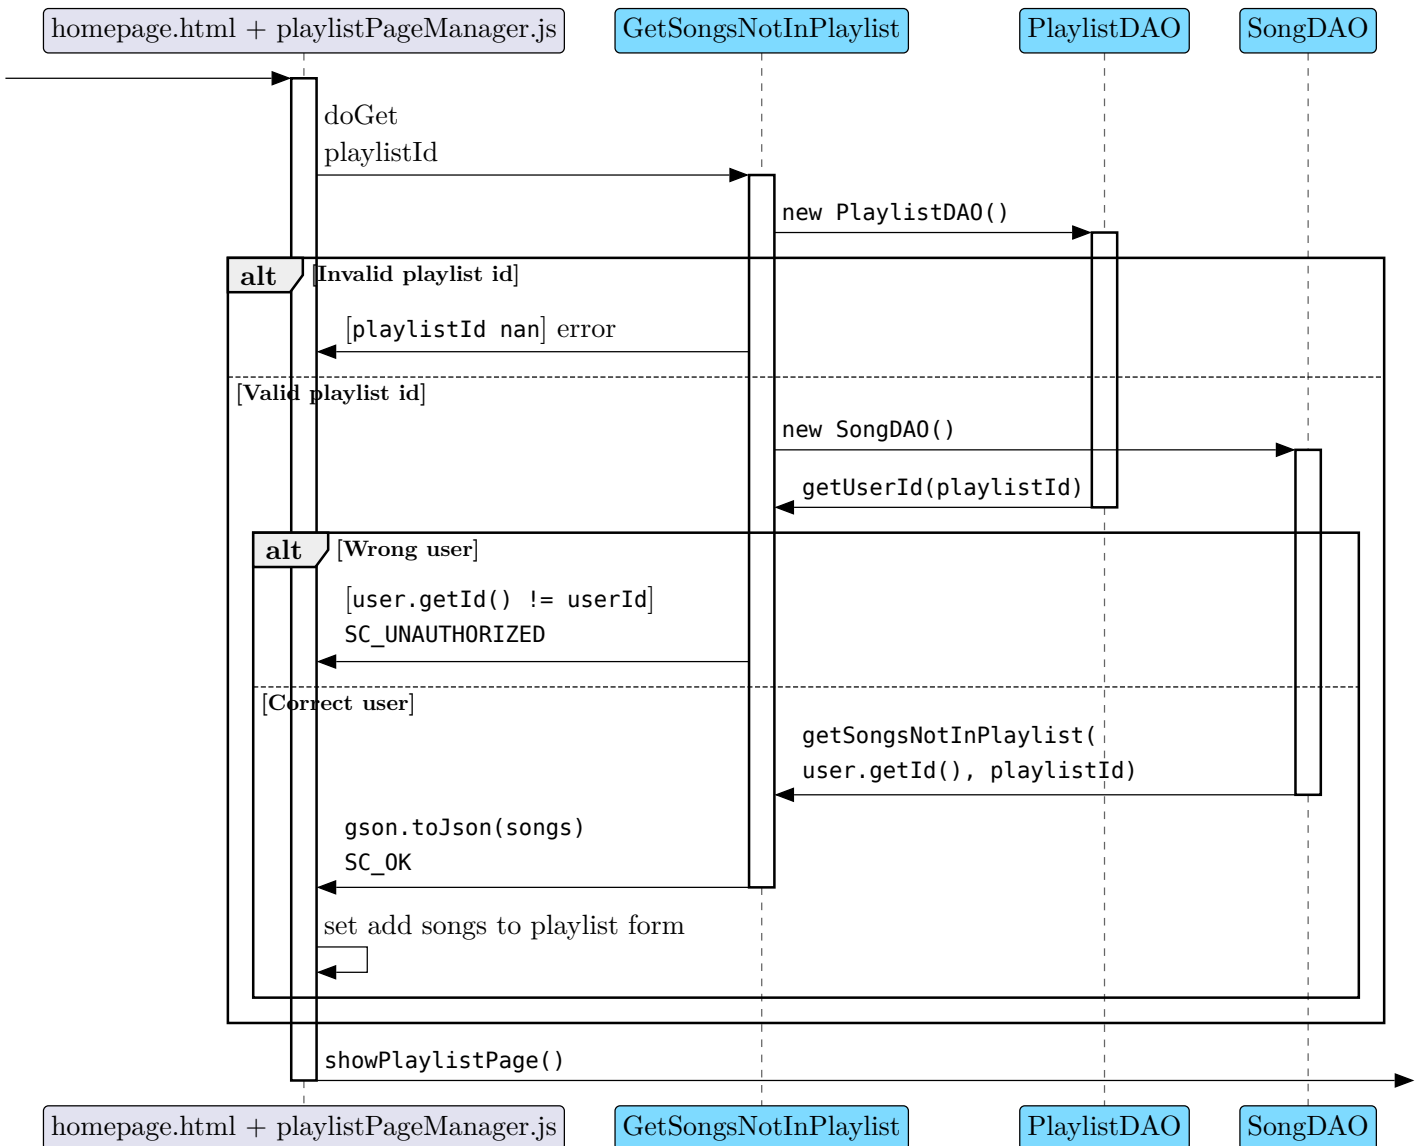 homepage.html + playlistPageManager.js
GetSongsNotInPlaylist
PlaylistDAO
SongDAO
doGet
playlistId
new PlaylistDAO()
alt
[Invalid playlist id]
[playlistId nan] error
[Valid playlist id]
new SongDAO()
getUserId(playlistId)
alt
[Wrong user]
[user.getId() != userId]
SC_UNAUTHORIZED
[Correct user]
getSongsNotInPlaylist(
user.getId(), playlistId)
gson.toJson(songs)
SC_OK
set add songs to playlist form
showPlaylistPage()
homepage.html + playlistPageManager.js
GetSongsNotInPlaylist
PlaylistDAO
SongDAO